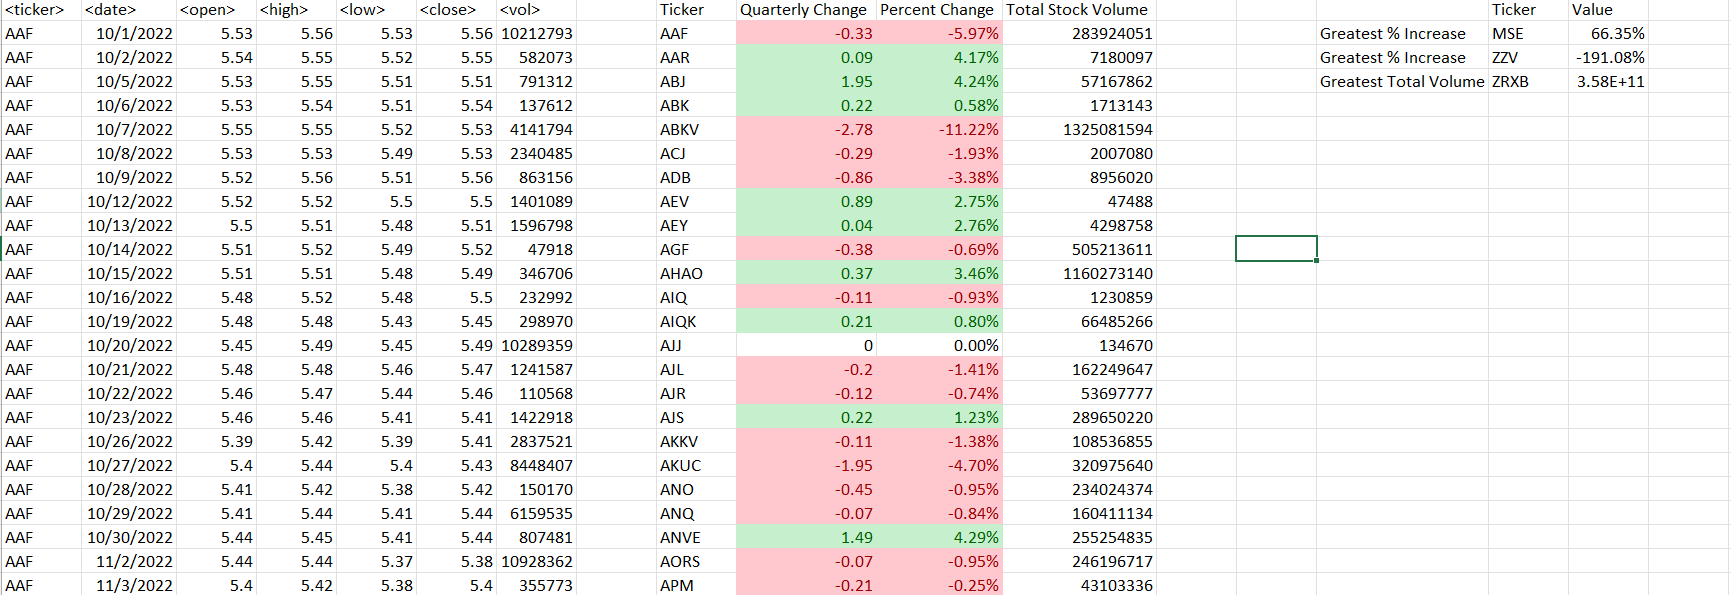 <ticker> <date> <open> <high> <low> <close> <vol> Ticker Quarterly Change Percent Change Total Stock Volume Ticker Value
AAF 10/1/2022 5.53 5.56 5.53 5.56 10212793 AAF -0.33 -5.97% 283924051 Greatest % Increase MSE 66.35%
AAF 10/2/2022 5.54 5.55 5.52 5.55 582073 AAR 0.09 4.17% 7180097 Greatest % Increase ZZV -191.08%
AAF 10/5/2022 5.53 5.55 5.51 5.51 791312 ABJ 1.95 4.24% 57167862 Greatest Total Volume ZRXB 3.58E+11
AAF 10/6/2022 5.53 5.54 5.51 5.54 137612 ABK 0.22 0.58% 1713143
AAF 10/7/2022 5.55 5.55 5.52 5.53 4141794 ABKV -2.78 -11.22% 1325081594
AAF 10/8/2022 5.53 5.53 5.49 5.53 2340485 ACJ -0.29 -1.93% 2007080
AAF 10/9/2022 5.52 5.56 5.51 5.56 863156 ADB -0.86 -3.38% 8956020
AAF 10/12/2022 5.52 5.52 5.5 5.5 1401089 AEV 0.89 2.75% 47488
AAF 10/13/2022 5.5 5.51 5.48 5.51 1596798 AEY 0.04 2.76% 4298758
AAF 10/14/2022 5.51 5.52 5.49 5.52 47918 AGF -0.38 -0.69% 505213611
AAF 10/15/2022 5.51 5.51 5.48 5.49 346706 AHAO 0.37 3.46% 1160273140
AAF 10/16/2022 5.48 5.52 5.48 5.5 232992 AIQ -0.11 -0.93% 1230859
AAF 10/19/2022 5.48 5.48 5.43 5.45 298970 AIQK 0.21 0.80% 66485266
AAF 10/20/2022 5.45 5.49 5.45 5.49 10289359 AJJ 0 0.00% 134670
AAF 10/21/2022 5.48 5.48 5.46 5.47 1241587 AJL -0.2 -1.41% 162249647
AAF 10/22/2022 5.46 5.47 5.44 5.46 110568 AJR -0.12 -0.74% 53697777
AAF 10/23/2022 5.46 5.46 5.41 5.41 1422918 AJS 0.22 1.23% 289650220
AAF 10/26/2022 5.39 5.42 5.39 5.41 2837521 AKKV -0.11 -1.38% 108536855
AAF 10/27/2022 5.4 5.44 5.4 5.43 8448407 AKUC -1.95 -4.70% 320975640
AAF 10/28/2022 5.41 5.42 5.38 5.42 150170 ANO -0.45 -0.95% 234024374
AAF 10/29/2022 5.41 5.44 5.41 5.44 6159535 ANQ -0.07 -0.84% 160411134
AAF 10/30/2022 5.44 5.45 5.41 5.44 807481 ANVE 1.49 4.29% 255254835
AAF 11/2/2022 5.44 5.44 5.37 5.38 10928362 AORS -0.07 -0.95% 246196717
AAF 11/3/2022 5.4 5.42 5.38 5.4 355773 APM -0.21 -0.25% 43103336